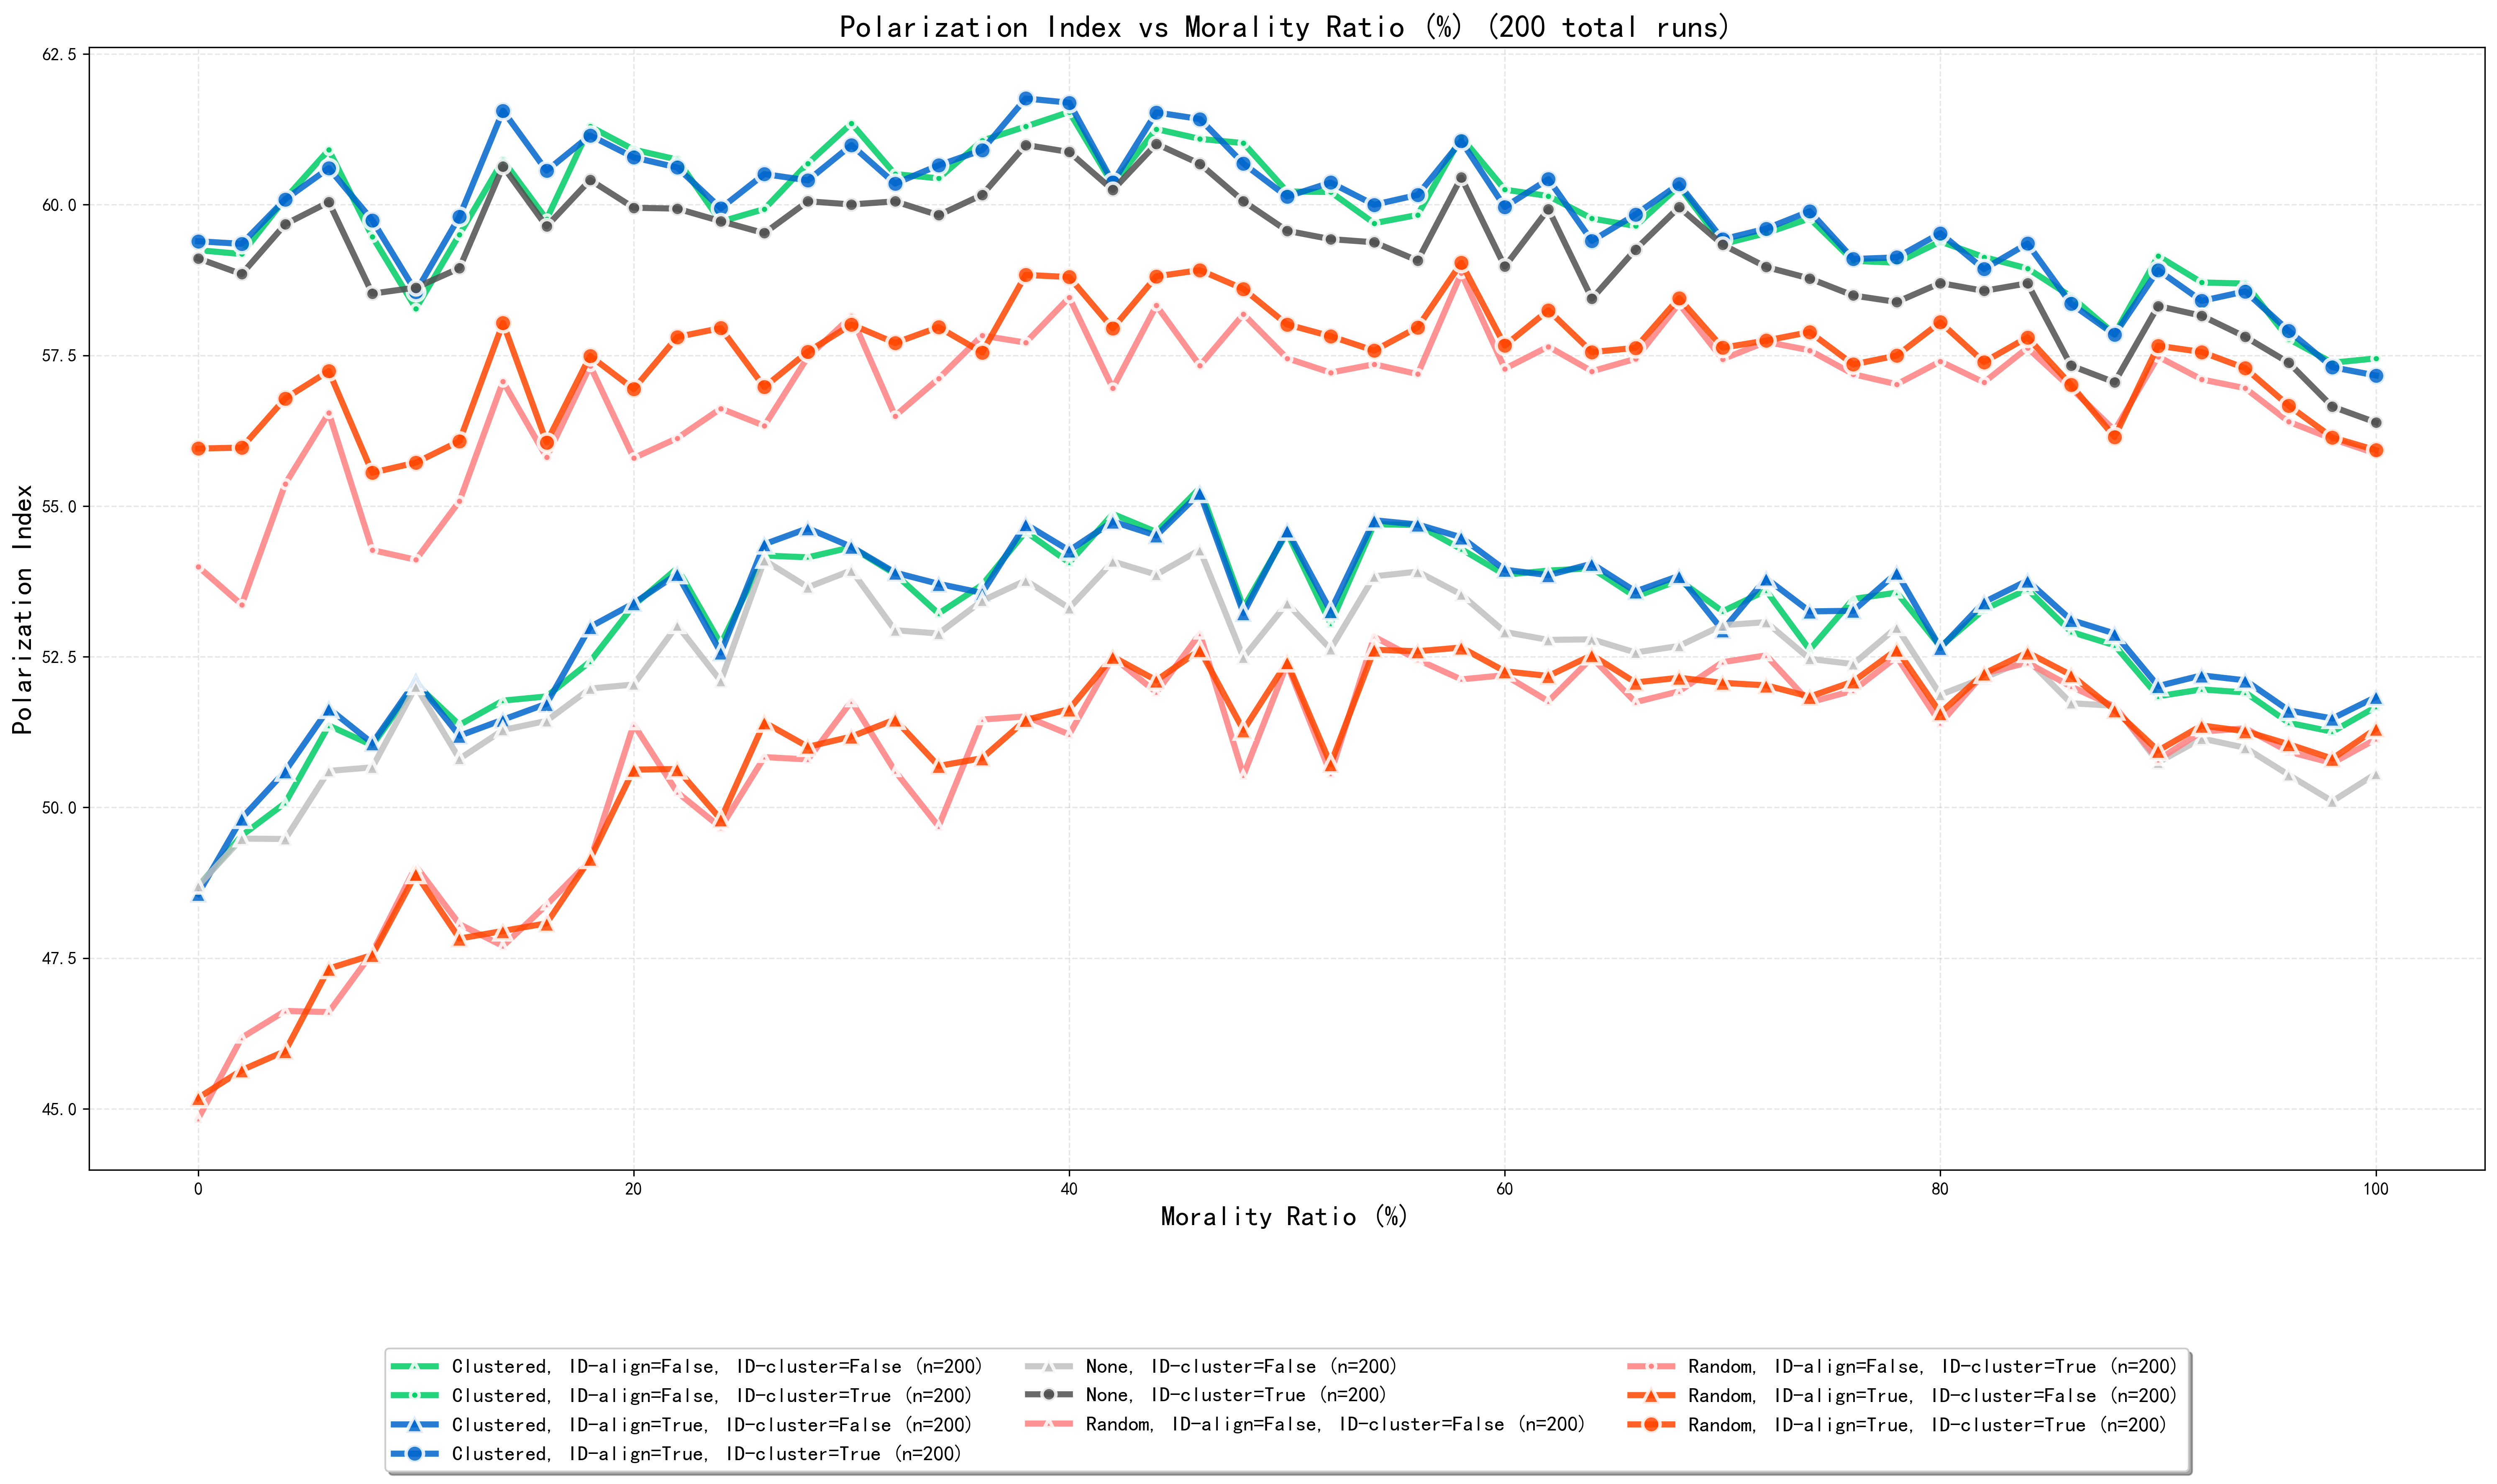 Polarization Index vs Morality Ratio (%) (200 total runs)
62.5
60.0
57.5
55.0
52.5
50.0
47.5
45.0
Polarization Index
0
20
40
60
80
100
Morality Ratio (%)
Clustered, ID-align=False, ID-cluster=False (n=200)
Clustered, ID-align=False, ID-cluster=True (n=200)
Clustered, ID-align=True, ID-cluster=False (n=200)
Clustered, ID-align=True, ID-cluster=True (n=200)
None, ID-cluster=False (n=200)
None, ID-cluster=True (n=200)
Random, ID-align=False, ID-cluster=False (n=200)
Random, ID-align=False, ID-cluster=True (n=200)
Random, ID-align=True, ID-cluster=False (n=200)
Random, ID-align=True, ID-cluster=True (n=200)